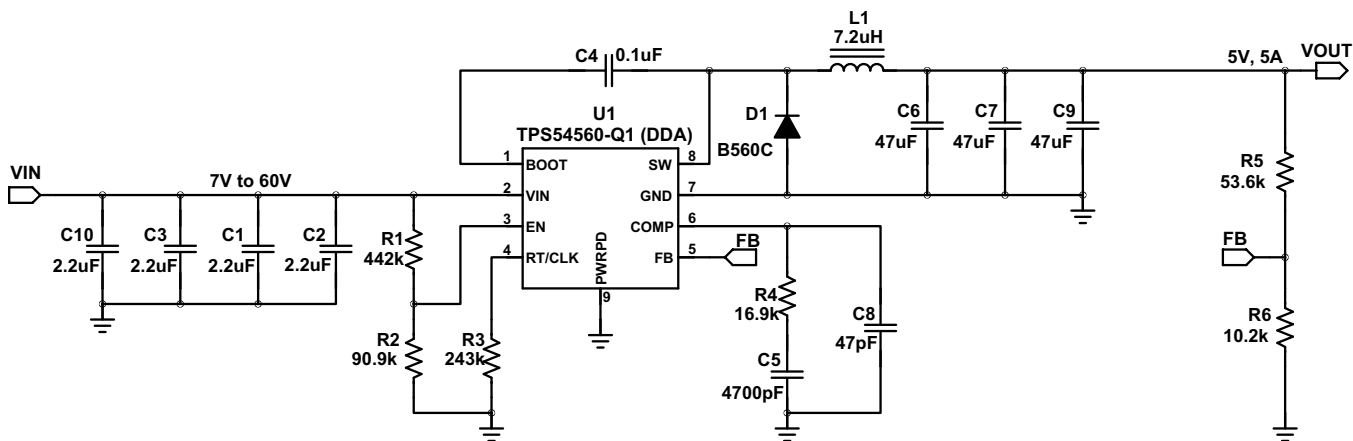 L1
7.2uH
C4 0.1uF
5V, 5A
VOUT
U1
TPS54560-Q1 (DDA)
D1
B560C
C6
47uF
C7
47uF
C9
47uF
R5
53.6k
1 BOOT
SW 8
VIN
7V to 60V
2 VIN
GND 7
3 EN
COMP 6
4 RT/CLK
FB 5
PWRPD
9
FB
FB
C10
2.2uF
C3
2.2uF
C1
2.2uF
C2
2.2uF
R1
442k
R2
90.9k
R3
243k
R4
16.9k
C8
47pF
C5
4700pF
R6
10.2k